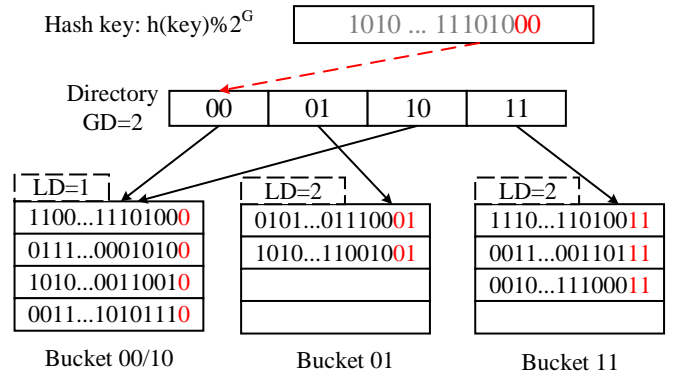 Hash key: h(key)%2^G
1010 ... 11101000
Directory
GD=2
00 01 10 11
LD=1 LD=2 LD=2
1100...11101000 0101...01110001 1110...11010011
0111...00010100 1010...11001001 0011...00110111
1010...00110010 0010...11100011
0011...10101110
Bucket 00/10 Bucket 01 Bucket 11